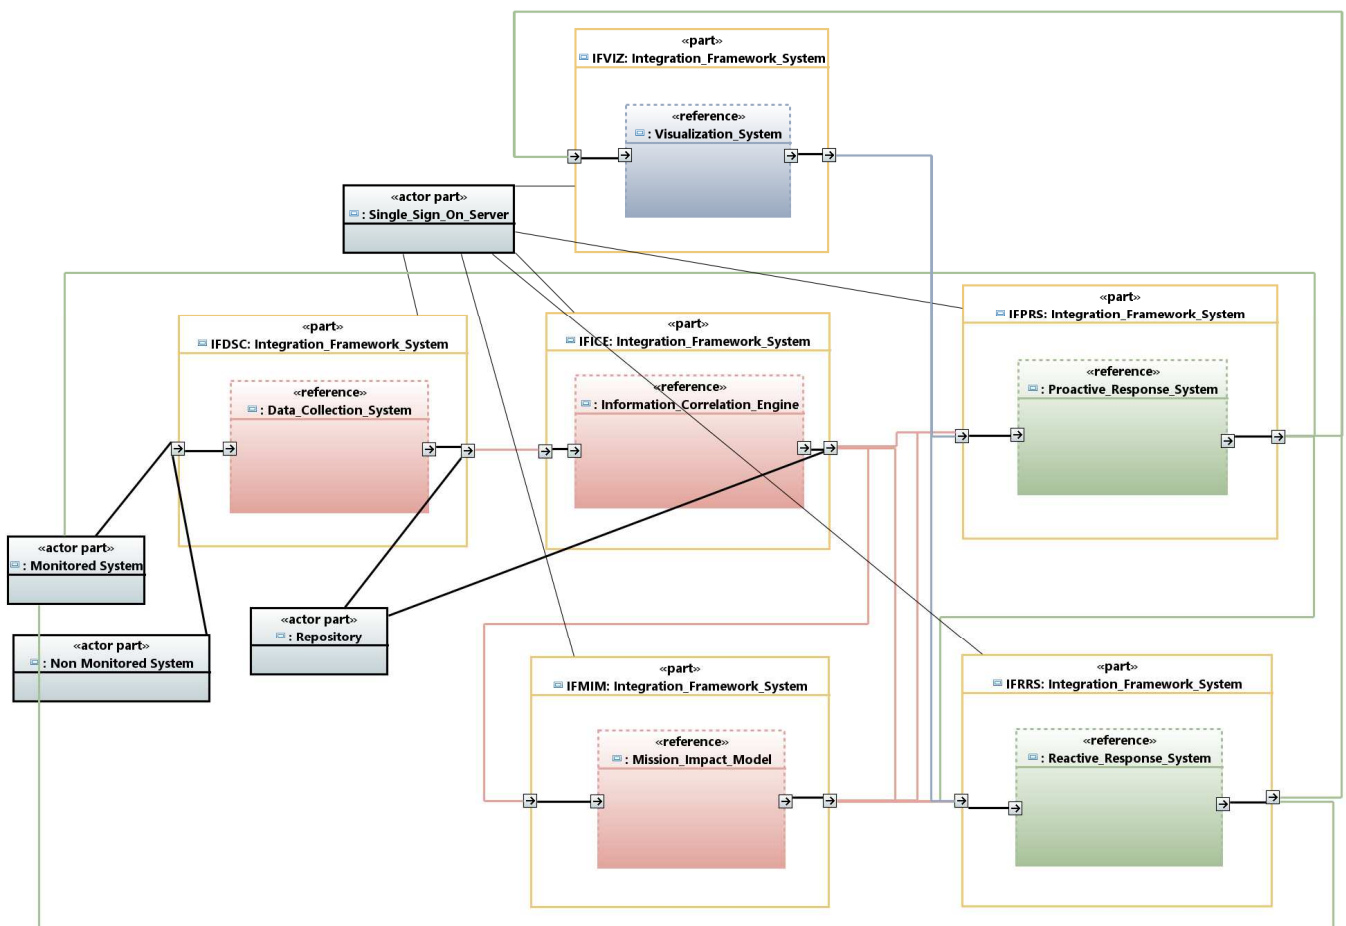 «part»
IFVIZ: Integration_Framework_System
«reference»
: Visualization_System
«actor part»
: Single_Sign_On_Server
«part»
IFDSC: Integration_Framework_System
«reference»
: Data_Collection_System
«part»
IFICE: Integration_Framework_System
«reference»
: Information_Correlation_Engine
«part»
IFPRS: Integration_Framework_System
«reference»
: Proactive_Response_System
«actor part»
: Monitored System
«actor part»
: Non Monitored System
«actor part»
: Repository
«part»
IFMIM: Integration_Framework_System
«reference»
: Mission_Impact_Model
«part»
IFRRS: Integration_Framework_System
«reference»
: Reactive_Response_System